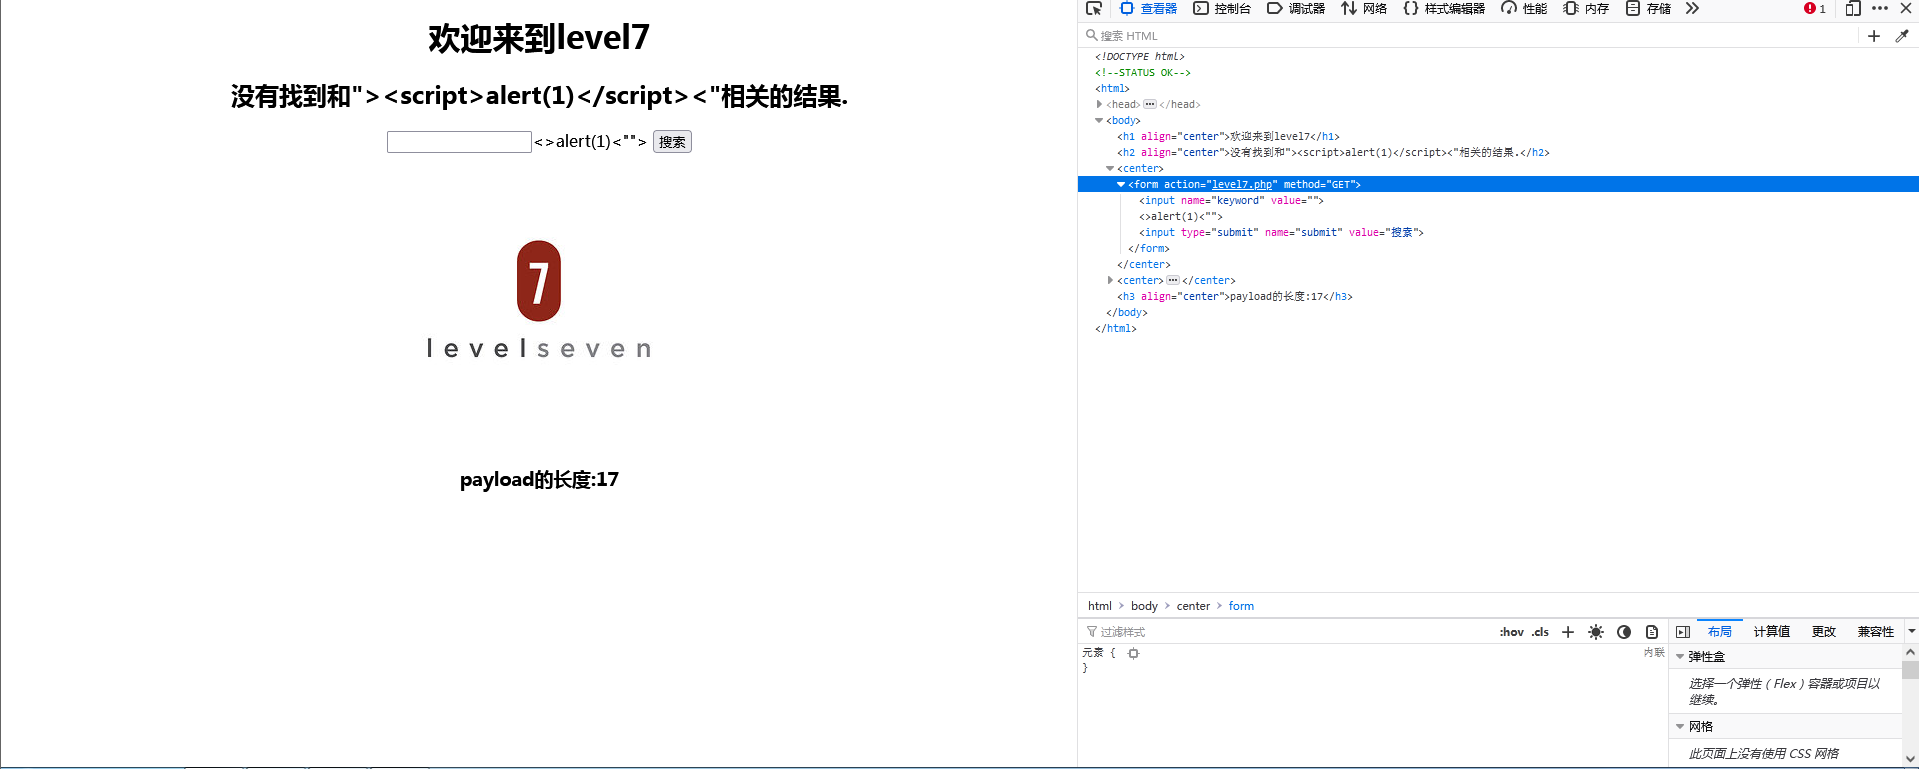 欢迎来到level7
没有找到和"><script>alert(1)</script><"相关的结果.
<>alert(1)<""> 搜索
7
levelseven
payload的长度:17
查看器 控制台 调试器 网络 {} 样式编辑器 性能 内存 存储 1
搜索 HTML
<!DOCTYPE html>
<!--STATUS OK-->
<html>
<head>⋯</head>
<body>
<h1 align="center">欢迎来到level7</h1>
<h2 align="center">没有找到和"><script>alert(1)</script><"相关的结果.</h2>
<center>
<form action="level7.php" method="GET">
<input name="keyword" value="">
<>alert(1)<"">
<input type="submit" name="submit" value="搜索">
</form>
</center>
<center>⋯</center>
<h3 align="center">payload的长度:17</h3>
</body>
</html>
html > body > center > form
过滤样式 :hov .cls + 布局 计算值 更改 兼容性
元素 { 内联
}
弹性盒
选择一个弹性（Flex）容器或项目以
继续。
网格
此页面上没有使用 CSS 网格